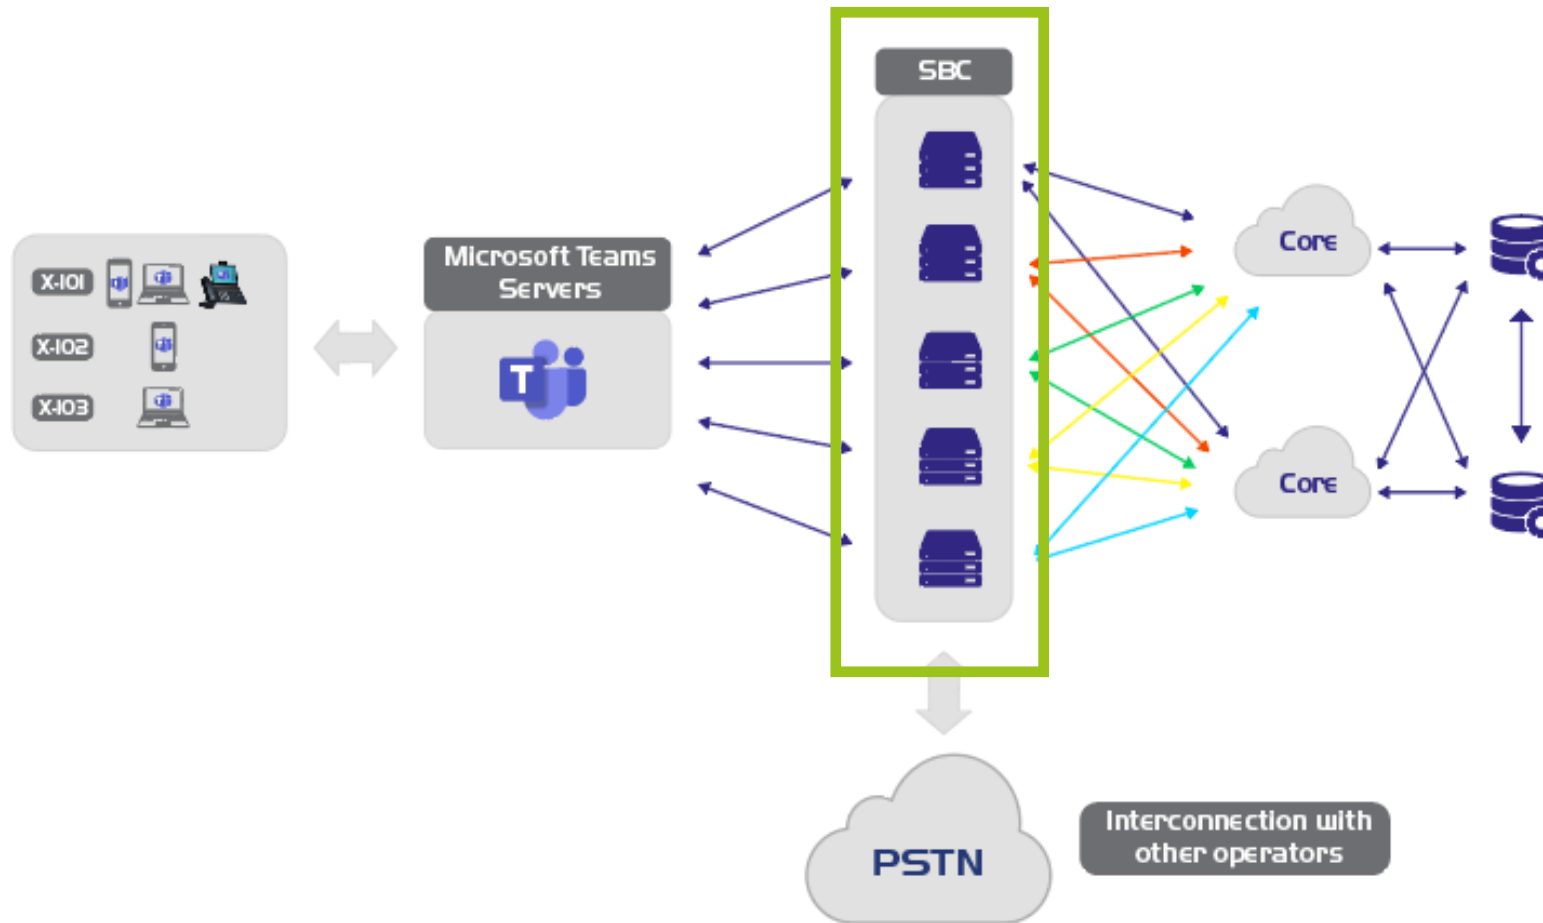 SBC
Microsoft Teams
Servers
X-101
X-102
X-103
T
Core
Core
PSTN
Interconnection with
other operators